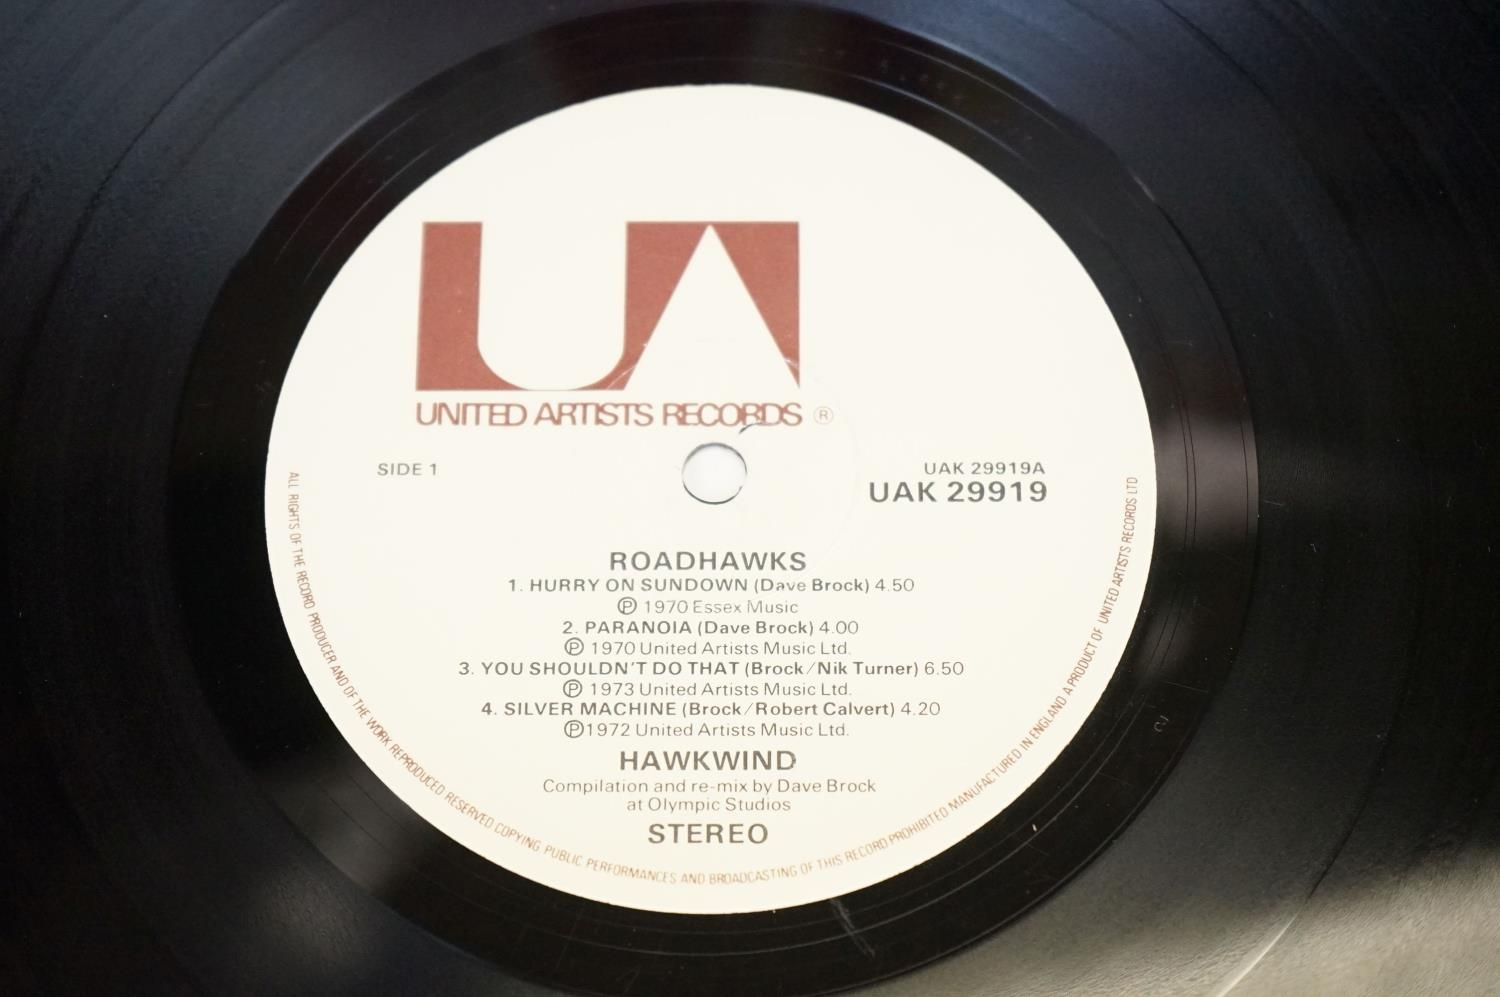 UA
UNITED ARTISTS RECORDS ®
SIDE 1
UAK 29919A
UAK 29919
ROADHAWKS
1. HURRY ON SUNDOWN (Dave Brock) 4.50
℗ 1970 Essex Music
2. PARANOIA (Dave Brock) 4.00
℗ 1970 United Artists Music Ltd.
3. YOU SHOULDN'T DO THAT (Brock/Nik Turner) 6.50
℗ 1973 United Artists Music Ltd.
4. SILVER MACHINE (Brock/Robert Calvert) 4.20
℗1972 United Artists Music Ltd.
HAWKWIND
Compilation and re-mix by Dave Brock
at Olympic Studios
STEREO
ALL RIGHTS OF THE RECORD PRODUCER AND OF THE WORK REPRODUCED RESERVED COPYING PUBLIC PERFORMANCES AND BROADCASTING OF THIS RECORD PROHIBITED MANUFACTURED IN ENGLAND A PRODUCT OF UNITED ARTISTS RECORDS LTD